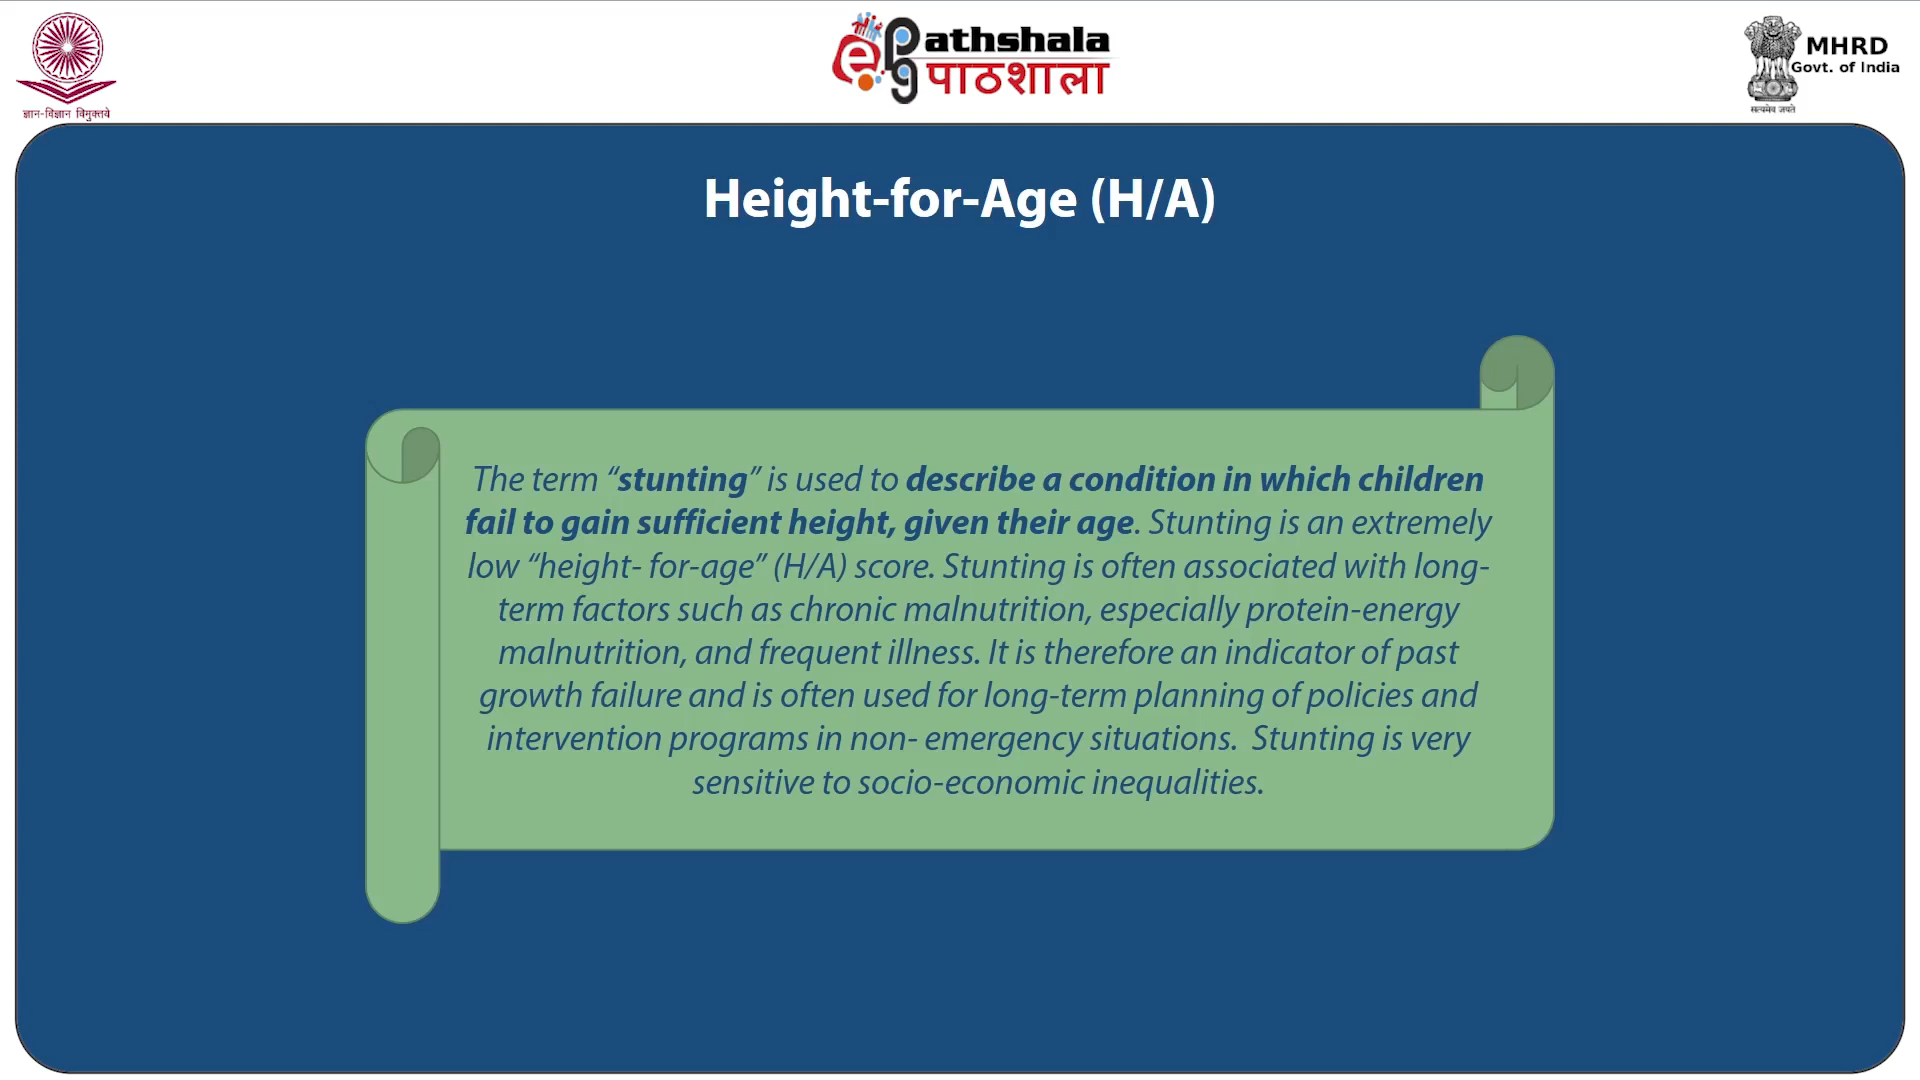 ज्ञान-विज्ञान विमुक्तये
e
pg
athshala
पाठशाला
MHRD
Govt. of India
सत्यमेव जयते
Height-for-Age (H/A)
The term “stunting” is used to describe a condition in which children
fail to gain sufficient height, given their age. Stunting is an extremely
low “height- for-age” (H/A) score. Stunting is often associated with long-
term factors such as chronic malnutrition, especially protein-energy
malnutrition, and frequent illness. It is therefore an indicator of past
growth failure and is often used for long-term planning of policies and
intervention programs in non- emergency situations.  Stunting is very
sensitive to socio-economic inequalities.